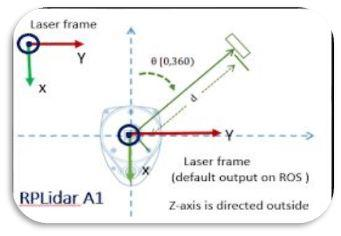 Laser frame
Y
x
θ [0,360)
d
Y
x
Laser frame
(default output on ROS )
RPLidar A1
Z-axis is directed outside